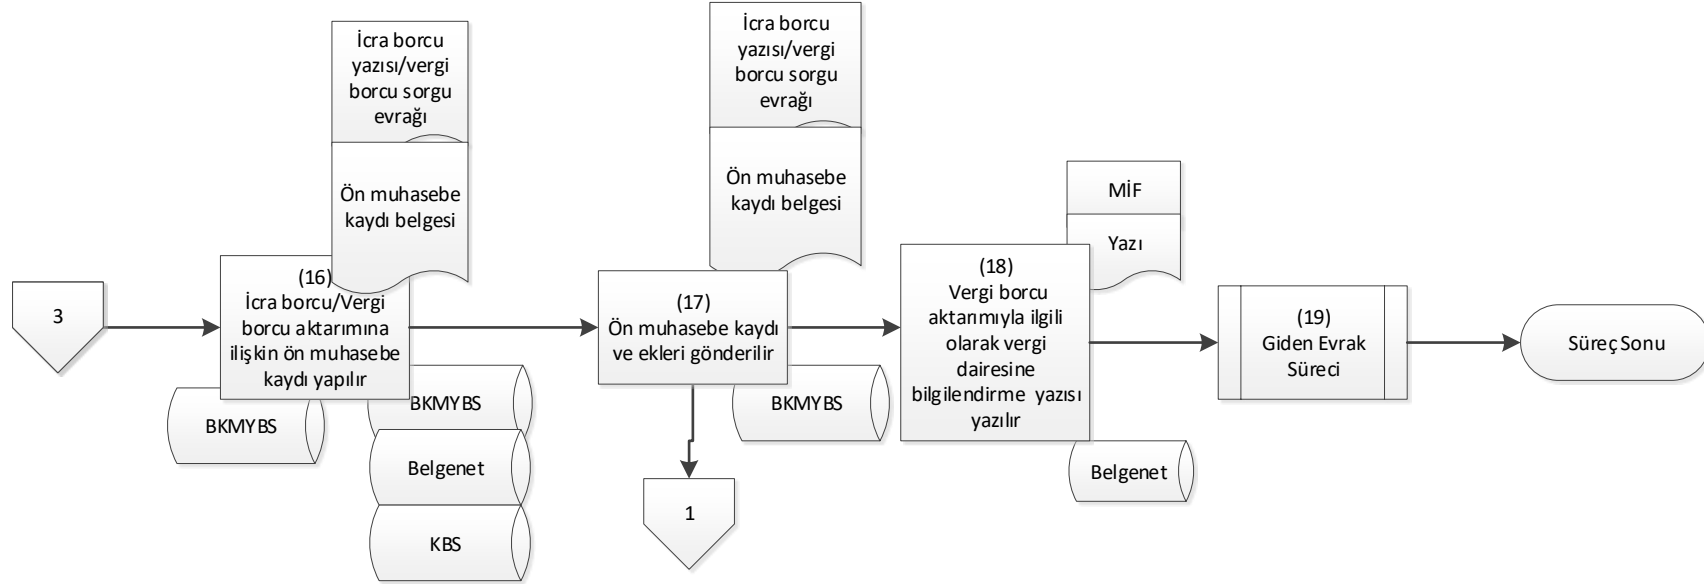 3
İcra borcu
yazısı/vergi
borcu sorgu
evrağı
Ön muhasebe
kaydı belgesi
(16)
İcra borcu/Vergi
borcu aktarımına
ilişkin ön muhasebe
kaydı yapılır
BKMYBS
BKMYBS
Belgenet
KBS
İcra borcu
yazısı/vergi
borcu sorgu
evrağı
Ön muhasebe
kaydı belgesi
(17)
Ön muhasebe kaydı
ve ekleri gönderilir
BKMYBS
1
MİF
Yazı
(18)
Vergi borcu
aktarımıyla ilgili
olarak vergi
dairesine
bilgilendirme  yazısı
yazılır
Belgenet
(19)
Giden Evrak
Süreci
Süreç Sonu